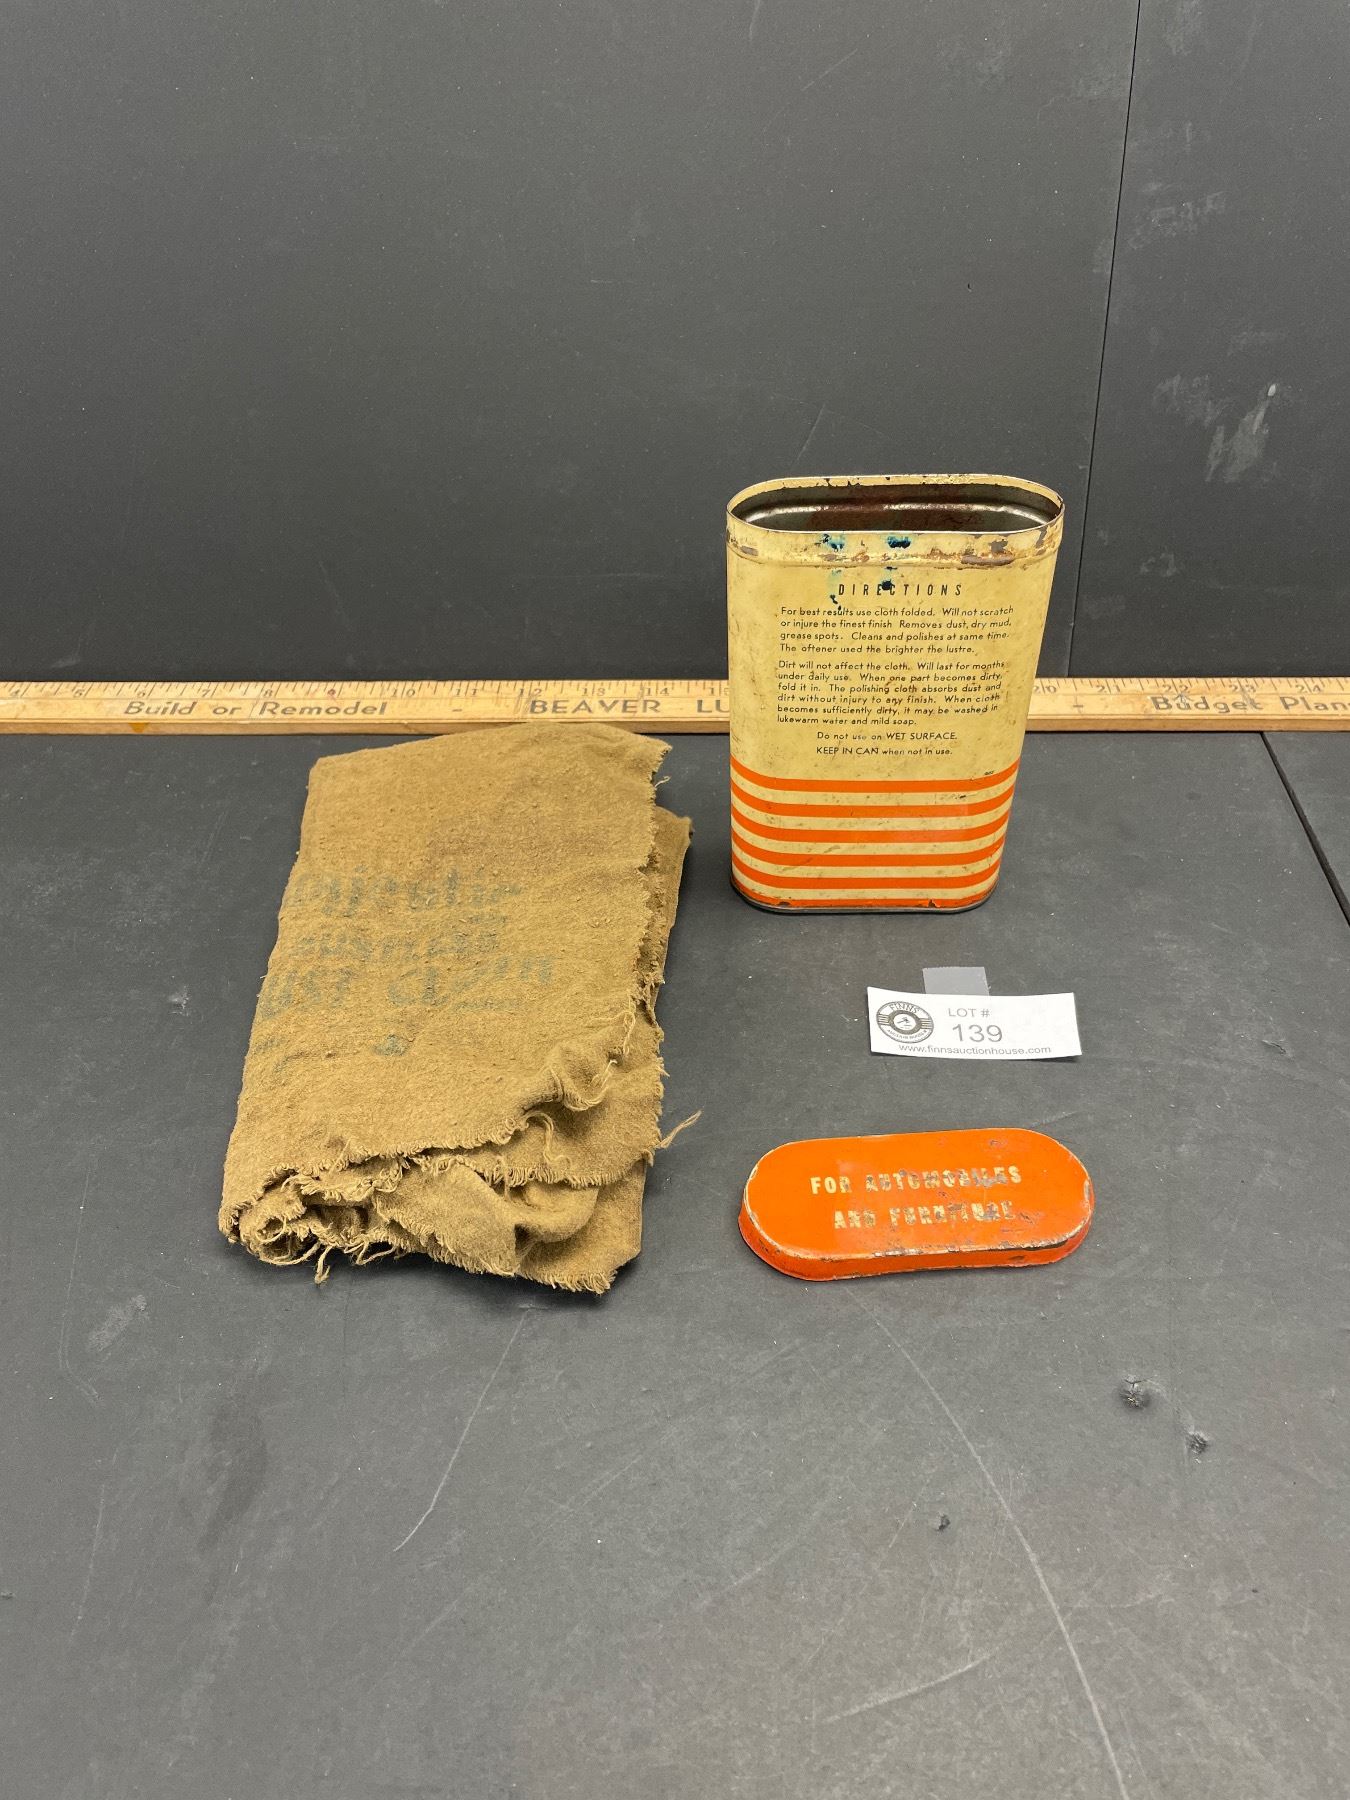 Build or Remodel - BEAVER LU
- Budget Plan
DIRECTIONS
For best results use cloth folded. Will not scratch
or injure the finest finish Removes dust, dry mud,
grease spots. Cleans and polishes at same time.
The oftener used the brighter the lustre.
Dirt will not affect the cloth. Will last for months
under daily use. When one part becomes dirty,
fold it in. The polishing cloth absorbs dust and
dirt without injury to any finish. When cloth
becomes sufficiently dirty, it may be washed in
lukewarm water and mild soap.
Do not use on WET SURFACE.
KEEP IN CAN when not in use.
FINNS
LOT #
139
www.finnsauctionhouse.com
FOR AUTOMOBILES
AND FURNITURE